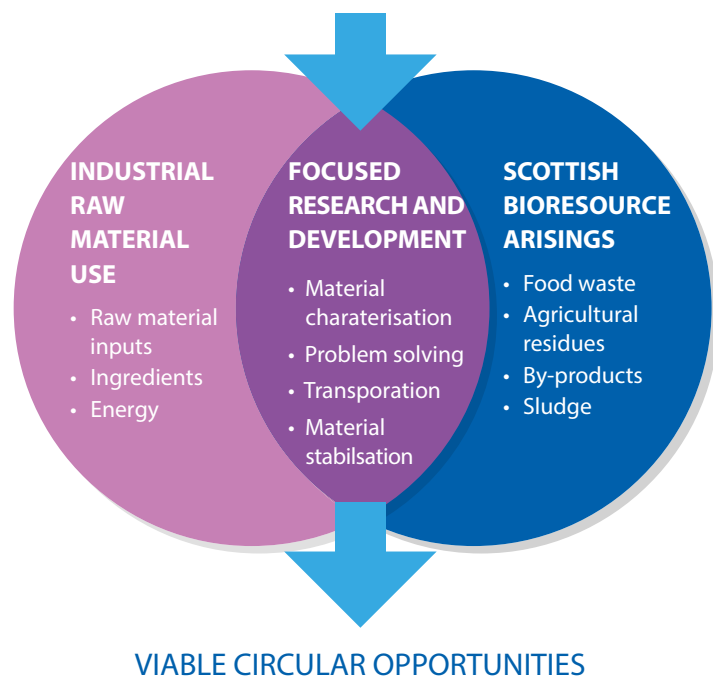 INDUSTRIAL
RAW
MATERIAL
USE
• Raw material
inputs
• Ingredients
• Energy
FOCUSED
RESEARCH AND
DEVELOPMENT
• Material
charaterisation
• Problem solving
• Transporation
• Material
stabilsation
SCOTTISH
BIORESOURCE
ARISINGS
• Food waste
• Agricultural
residues
• By-products
• Sludge
VIABLE CIRCULAR OPPORTUNITIES